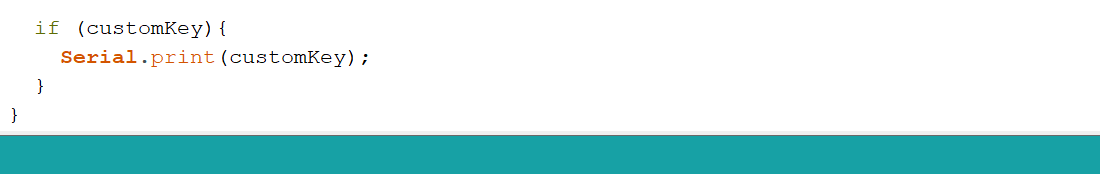 if (customKey){
Serial.print(customKey);
}
}